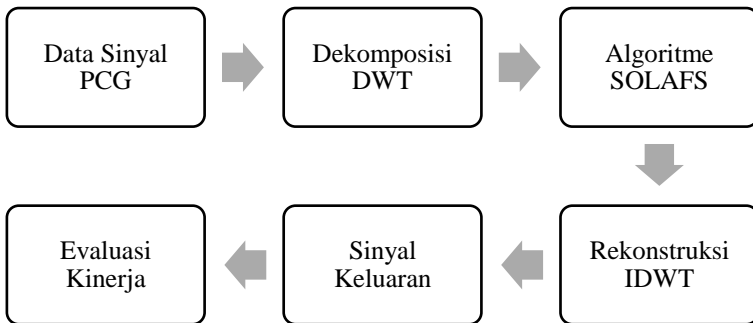 Data Sinyal
PCG
Dekomposisi
DWT
Algoritme
SOLAFS
Rekonstruksi
IDWT
Sinyal
Keluaran
Evaluasi
Kinerja